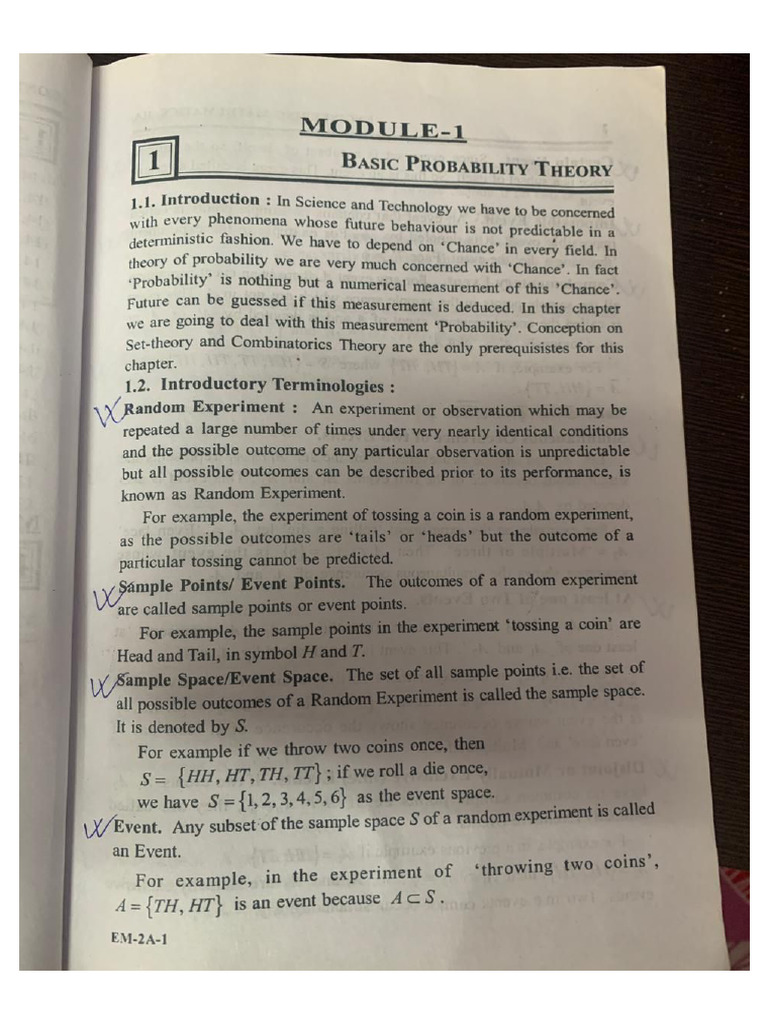 MODULE-1
1
BASIC PROBABILITY THEORY
1.1. Introduction : In Science and Technology we have to be concerned
with every phenomena whose future behaviour is not predictable in a
deterministic fashion. We have to depend on 'Chance' in every field. In
theory of probability we are very much concerned with 'Chance'. In fact
'Probability' is nothing but a numerical measurement of this 'Chance'.
Future can be guessed if this measurement is deduced. In this chapter
we are going to deal with this measurement 'Probability'. Conception on
Set-theory and Combinatorics Theory are the only prerequisistes for this
chapter.
1.2. Introductory Terminologies :
Random Experiment : An experiment or observation which may be
repeated a large number of times under very nearly identical conditions
and the possible outcome of any particular observation is unpredictable
but all possible outcomes can be described prior to its performance, is
known as Random Experiment.
For example, the experiment of tossing a coin is a random experiment,
as the possible outcomes are 'tails' or 'heads' but the outcome of a
particular tossing cannot be predicted.
Sample Points/ Event Points. The outcomes of a random experiment
are called sample points or event points.
For example, the sample points in the experiment 'tossing a coin' are
Head and Tail, in symbol H and T.
Sample Space/Event Space. The set of all sample points i.e. the set of
all possible outcomes of a Random Experiment is called the sample space.
It is denoted by S.
For example if we throw two coins once, then
S = {HH, HT, TH, TT} ; if we roll a die once,
we have S = {1, 2, 3, 4, 5, 6} as the event space.
Event. Any subset of the sample space S of a random experiment is called
an Event.
For example, in the experiment of 'throwing two coins',
A = {TH, HT} is an event because A ⊂ S .
EM-2A-1